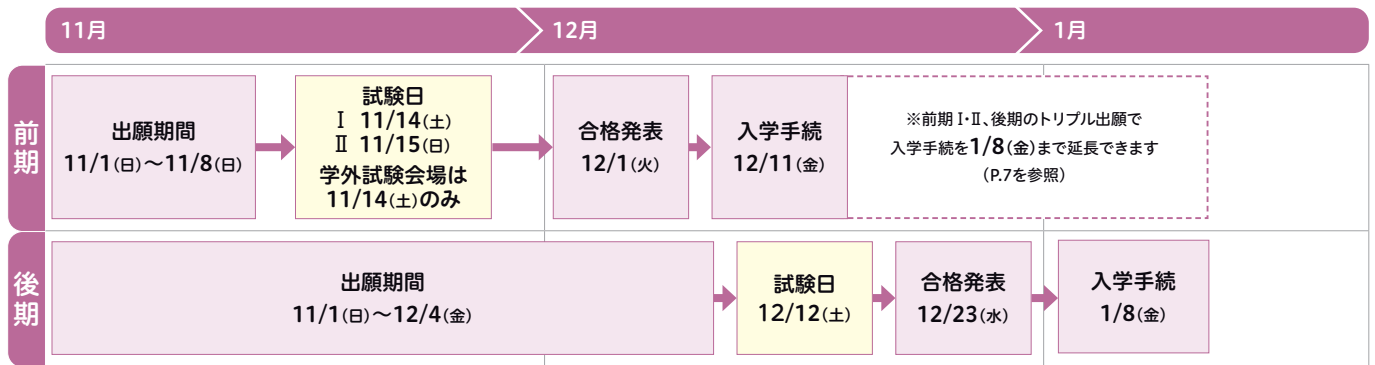 11月
12月
1月
前期
出願期間
11/1(日)〜11/8(日)
試験日
Ⅰ 11/14(土)
Ⅱ 11/15(日)
学外試験会場は
11/14(土)のみ
合格発表
12/1(火)
入学手続
12/11(金)
※前期Ⅰ・Ⅱ、後期のトリプル出願で
入学手続を1/8(金)まで延長できます
(P.7を参照)
後期
出願期間
11/1(日)〜12/4(金)
試験日
12/12(土)
合格発表
12/23(水)
入学手続
1/8(金)